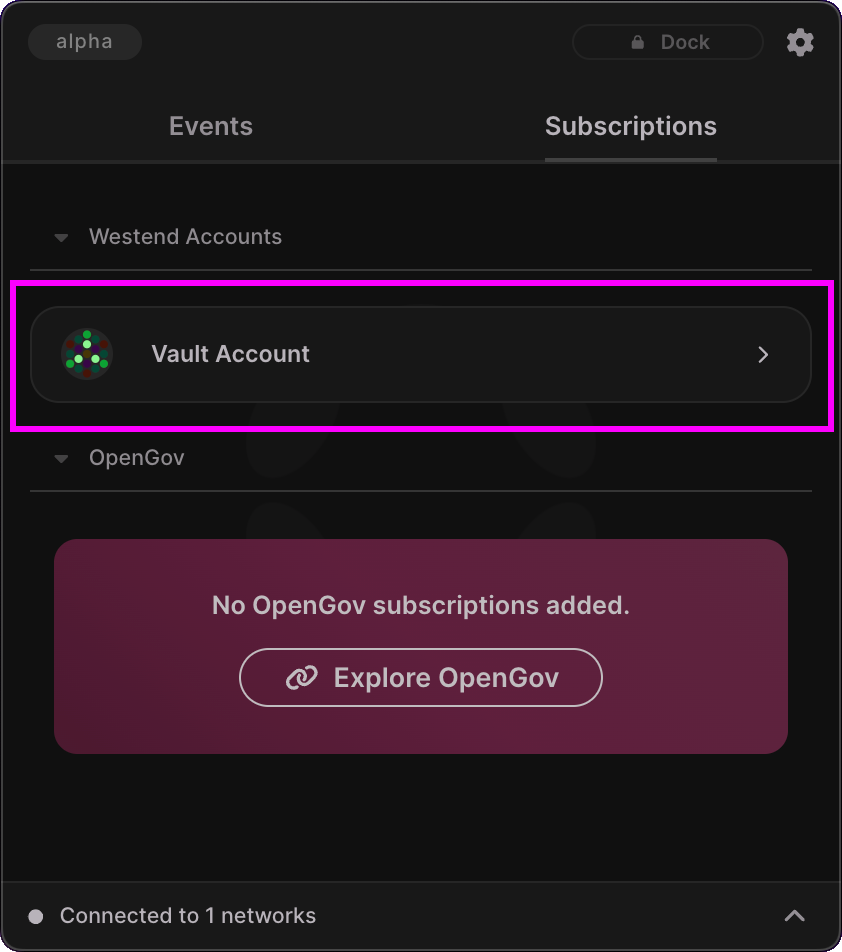 alpha
Dock
Events
Subscriptions
Westend Accounts
Vault Account
OpenGov
No OpenGov subscriptions added.
Explore OpenGov
Connected to 1 networks